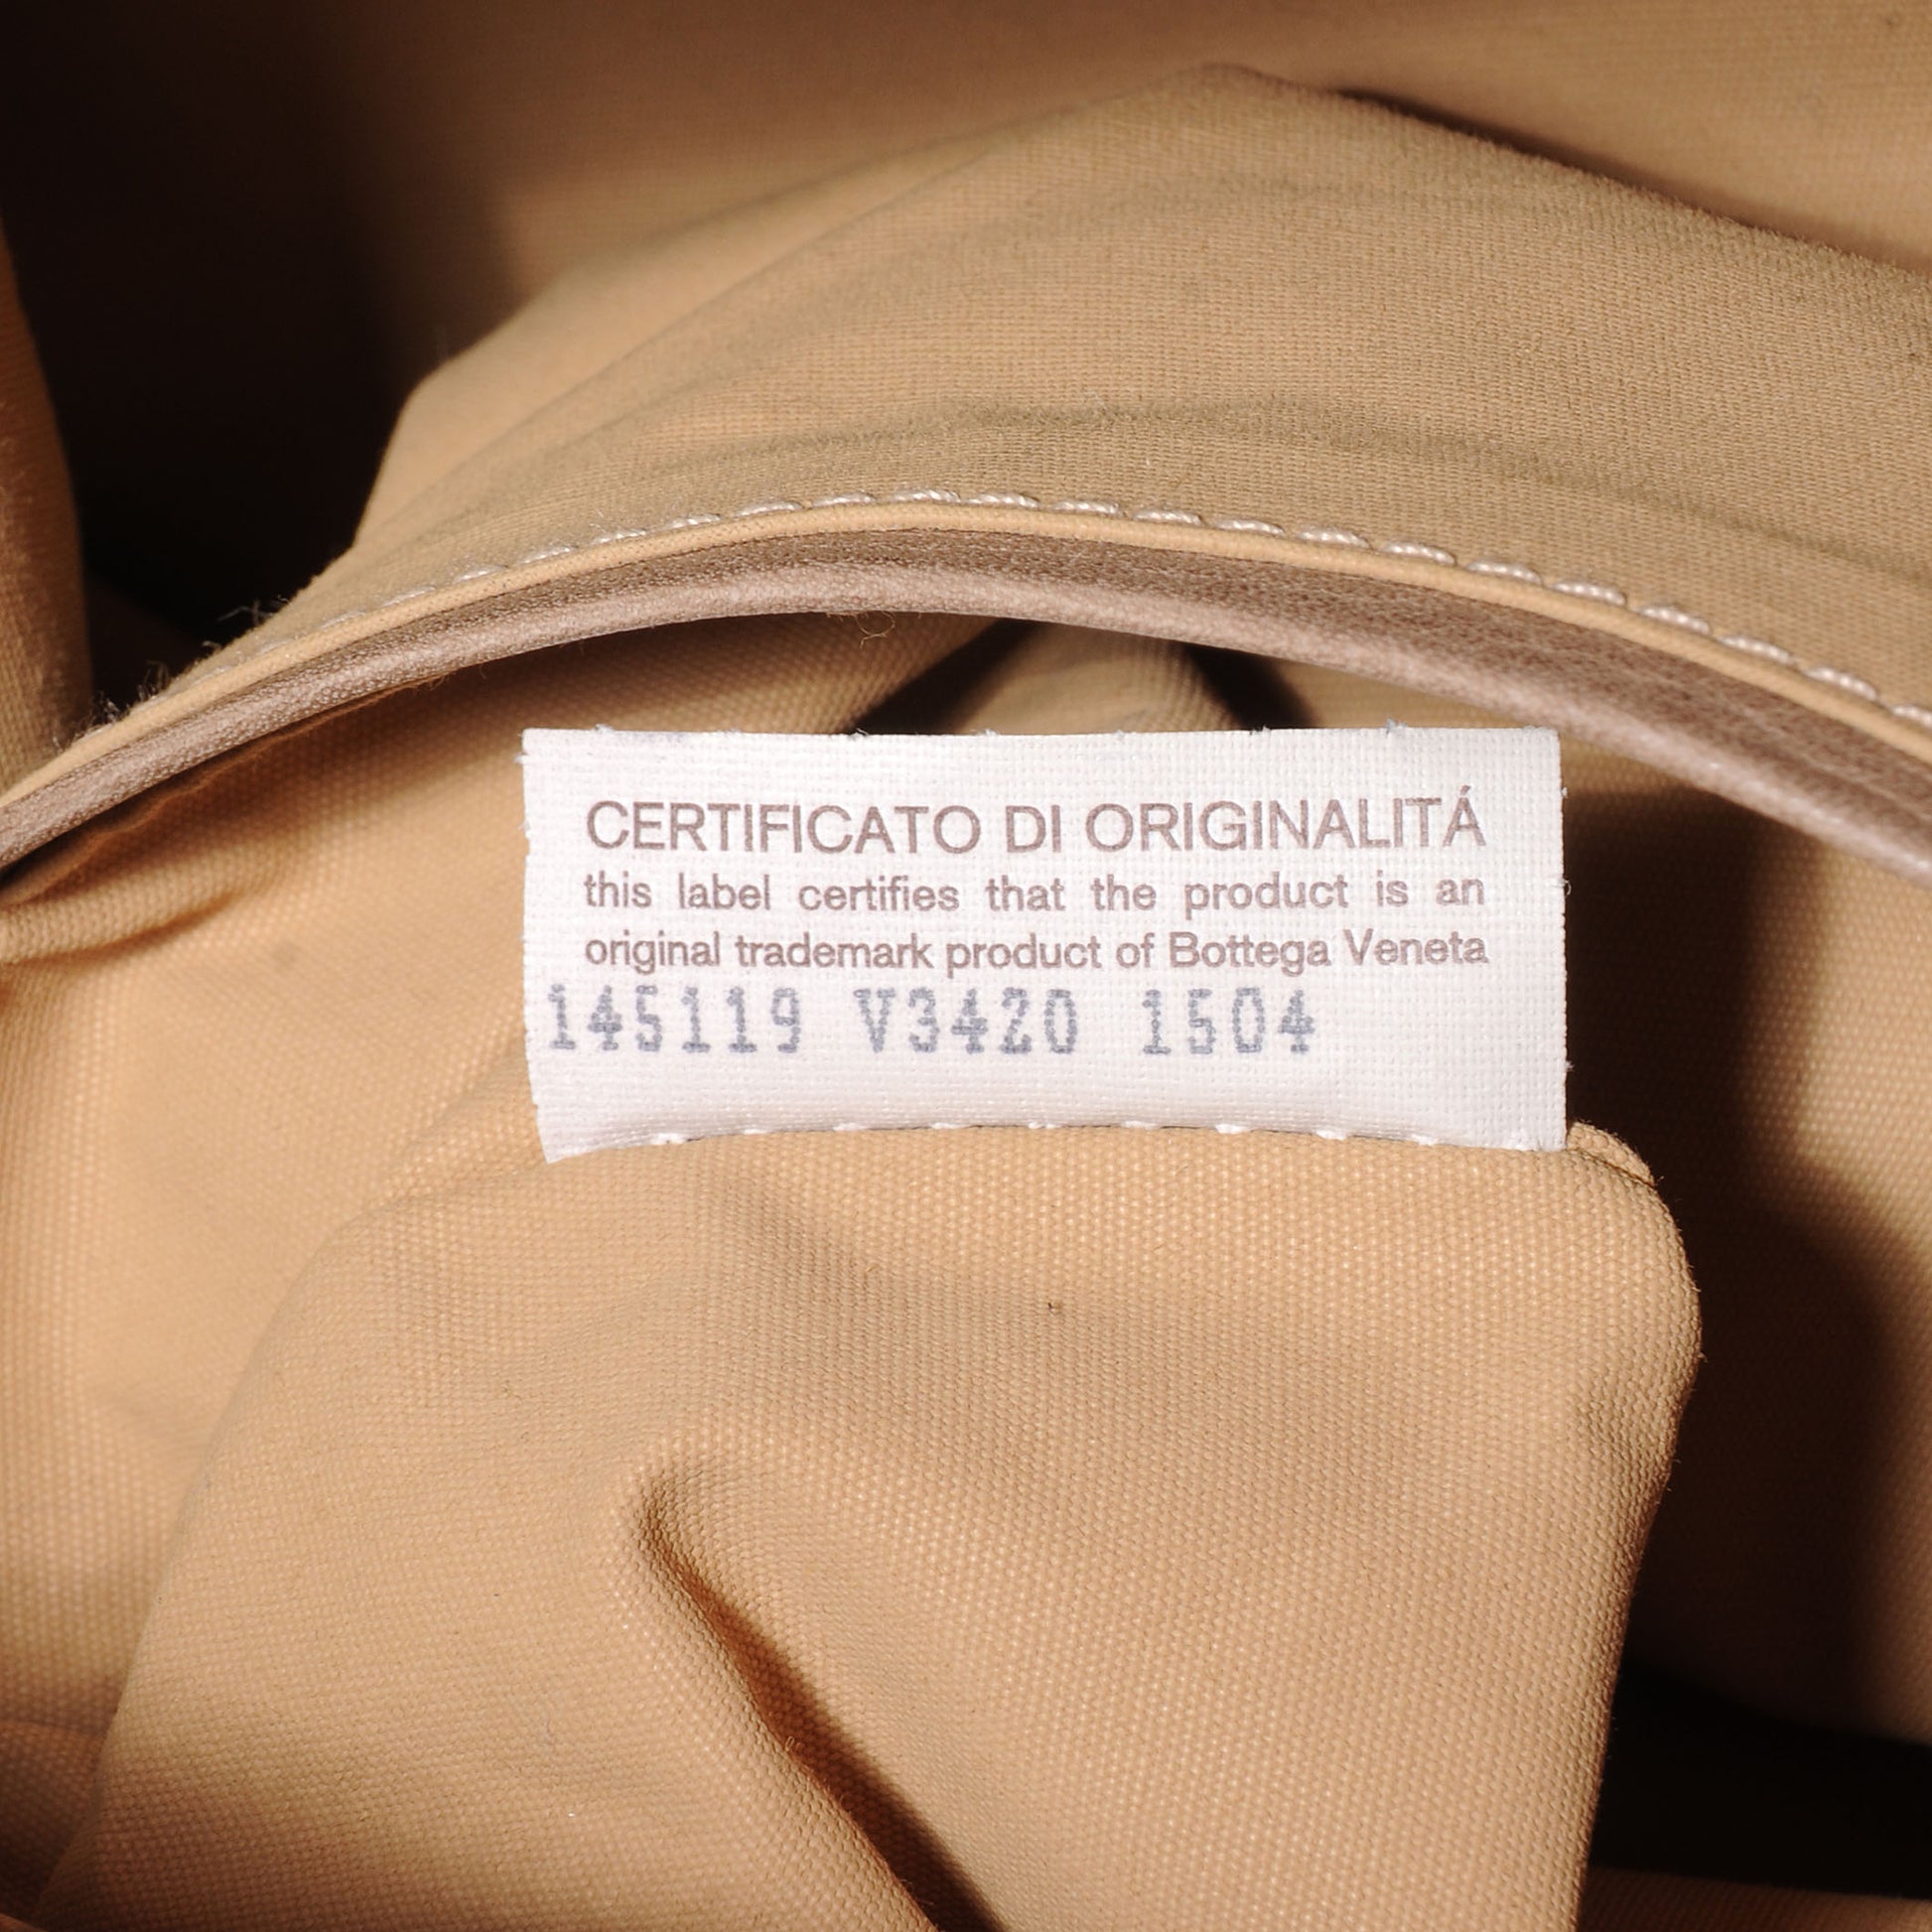 CERTIFICATO DI ORIGINALITÁ
this label certifies that the product is an
original trademark product of Bottega Veneta
145119 V3420 1504